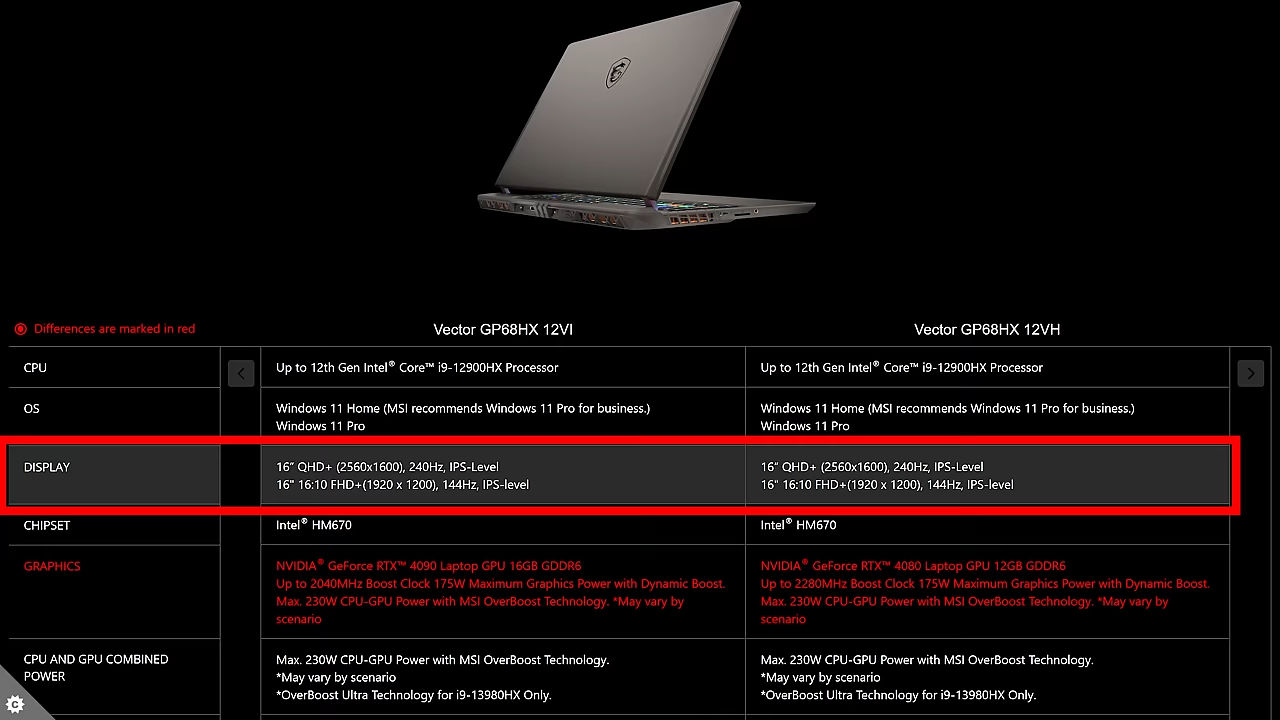 Differences are marked in red
Vector GP68HX 12VI
Vector GP68HX 12VH
CPU
Up to 12th Gen Intel® Core™ i9-12900HX Processor
Up to 12th Gen Intel® Core™ i9-12900HX Processor
OS
Windows 11 Home (MSI recommends Windows 11 Pro for business.)
Windows 11 Pro
Windows 11 Home (MSI recommends Windows 11 Pro for business.)
Windows 11 Pro
DISPLAY
16” QHD+ (2560x1600), 240Hz, IPS-Level
16" 16:10 FHD+(1920 x 1200), 144Hz, IPS-level
16” QHD+ (2560x1600), 240Hz, IPS-Level
16" 16:10 FHD+(1920 x 1200), 144Hz, IPS-level
CHIPSET
Intel® HM670
Intel® HM670
GRAPHICS
NVIDIA® GeForce RTX™ 4090 Laptop GPU 16GB GDDR6
Up to 2040MHz Boost Clock 175W Maximum Graphics Power with Dynamic Boost.
Max. 230W CPU-GPU Power with MSI OverBoost Technology. *May vary by
scenario
NVIDIA® GeForce RTX™ 4080 Laptop GPU 12GB GDDR6
Up to 2280MHz Boost Clock 175W Maximum Graphics Power with Dynamic Boost.
Max. 230W CPU-GPU Power with MSI OverBoost Technology. *May vary by
scenario
CPU AND GPU COMBINED
POWER
Max. 230W CPU-GPU Power with MSI OverBoost Technology.
*May vary by scenario
*OverBoost Ultra Technology for i9-13980HX Only.
Max. 230W CPU-GPU Power with MSI OverBoost Technology.
*May vary by scenario
*OverBoost Ultra Technology for i9-13980HX Only.